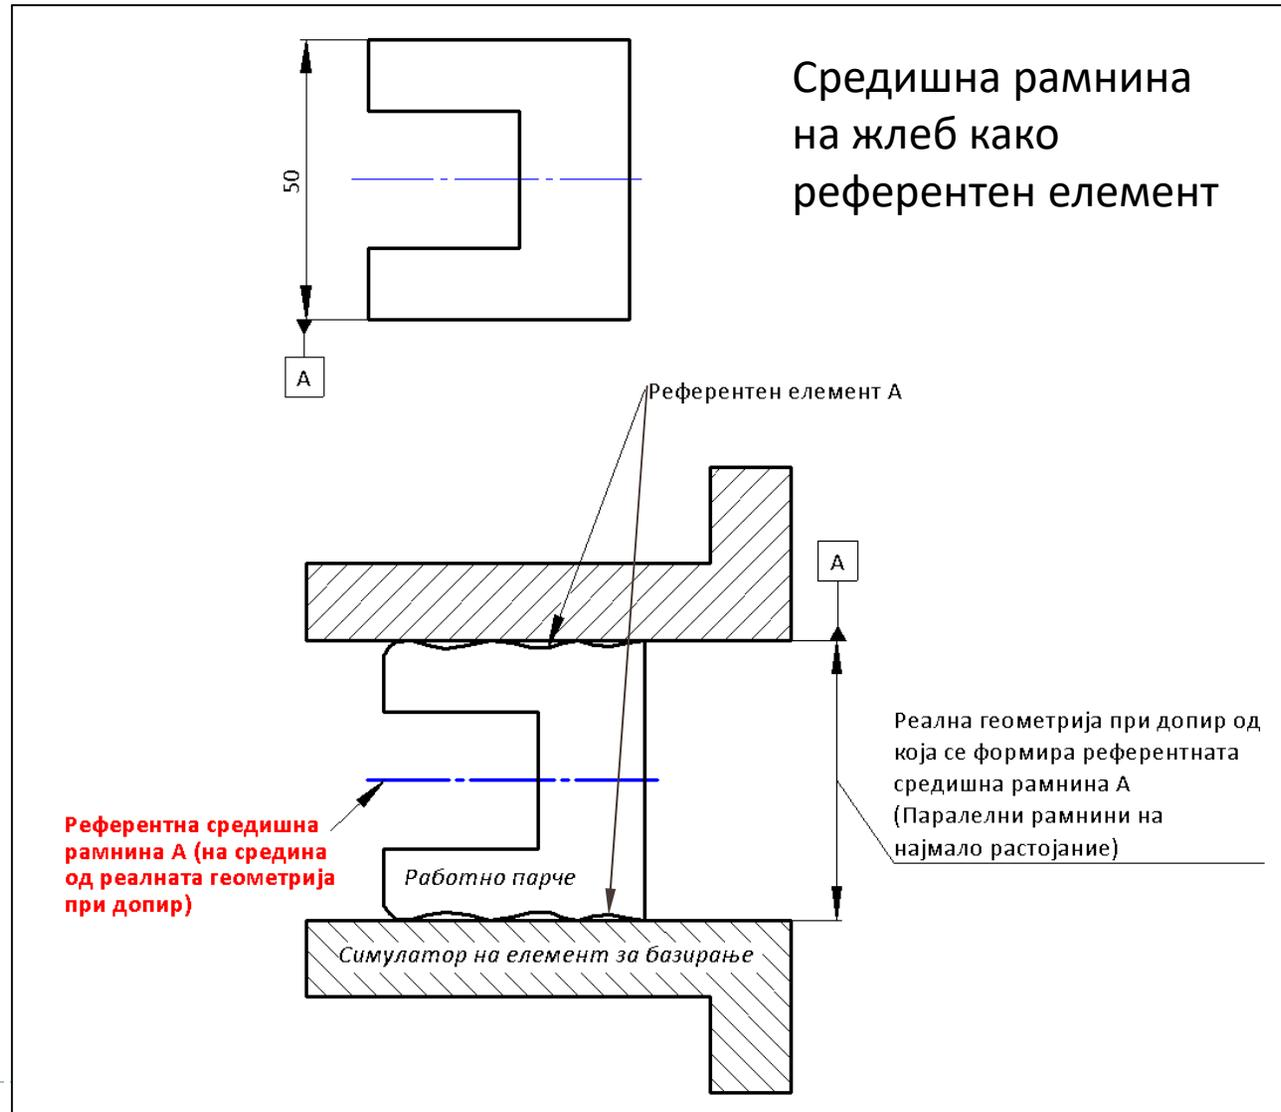 Средишна рамнина
на жлеб како
референтен елемент
50
А
Референтен елемент А
А
Реална геометрија при допир од
која се формира референтната
средишна рамнина А
(Паралелни рамнини на
најмало растојание)
Референтна средишна
рамнина А (на средина
од реалната геометрија
при допир)
Работно парче
Симулатор на елемент за базирање